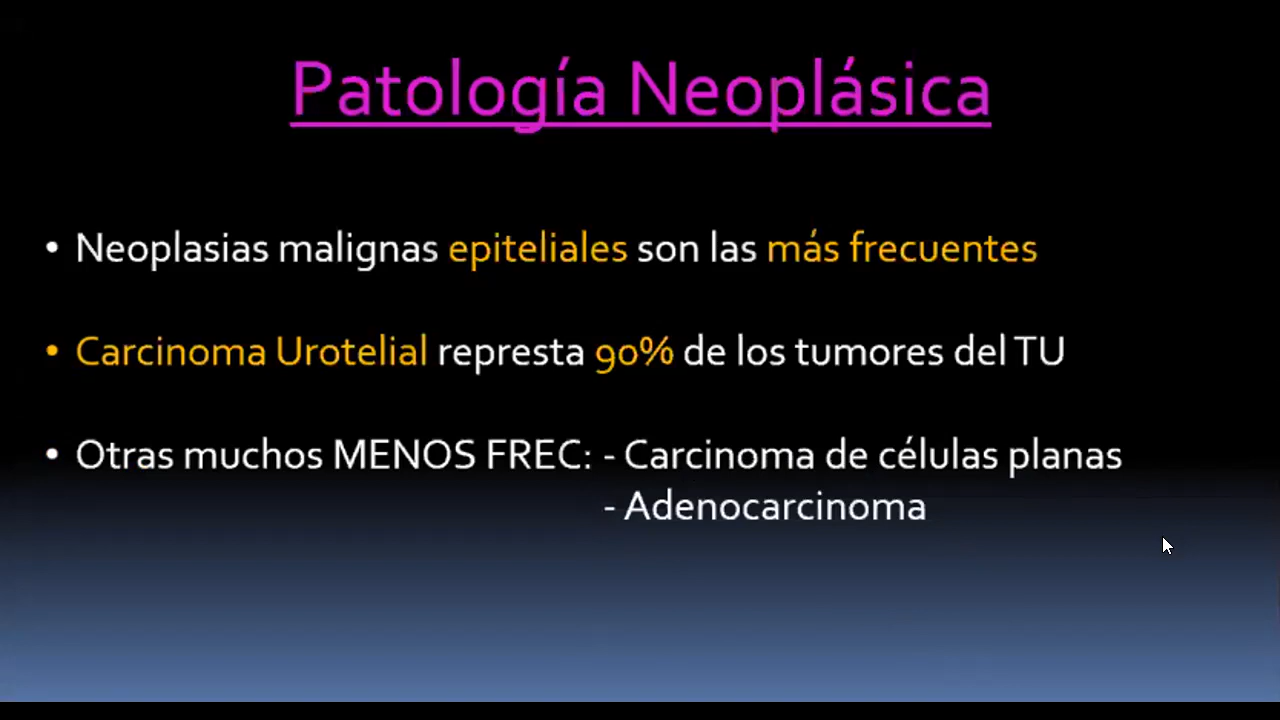 Patología Neoplásica
• Neoplasias malignas epiteliales son las más frecuentes
• Carcinoma Urotelial represta 90% de los tumores del TU
• Otras muchos MENOS FREC: - Carcinoma de células planas
- Adenocarcinoma